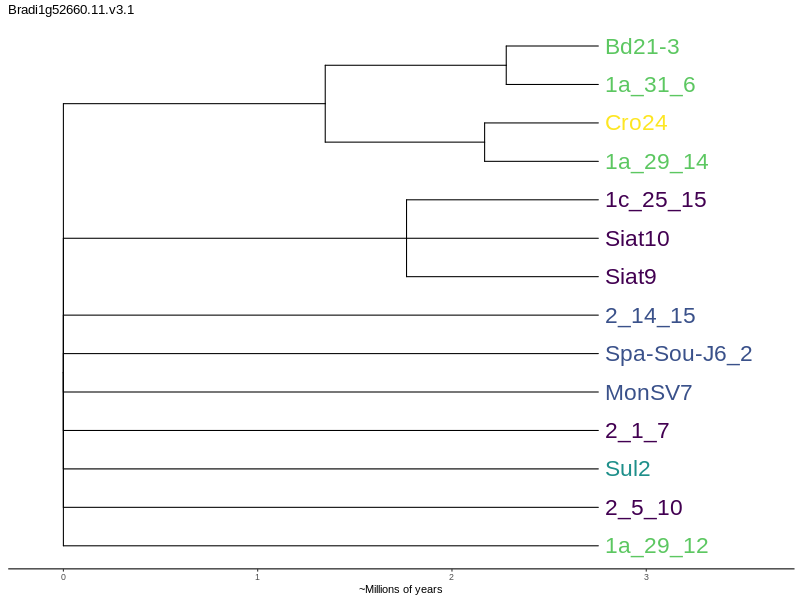 Bradi1g52660.11.v3.1
Bd21-3
1a_31_6
Cro24
1a_29_14
1c_25_15
Siat10
Siat9
2_14_15
Spa-Sou-J6_2
MonSV7
2_1_7
Sul2
2_5_10
1a_29_12
0 1 2 3
~Millions of years